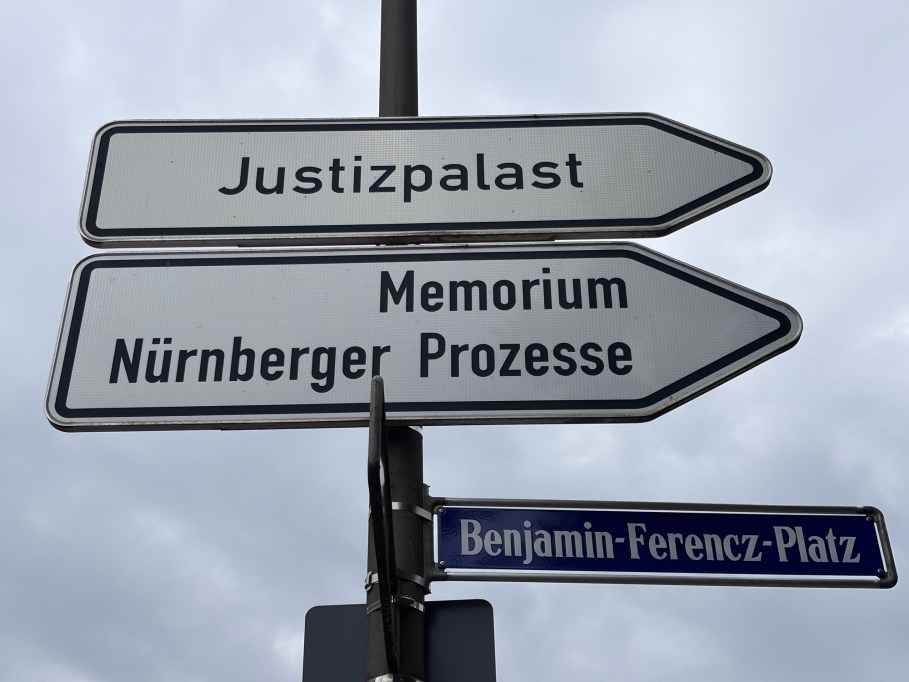 Justizpalast
Memorium
Nürnberger Prozesse
Benjamin-Ferencz-Platz